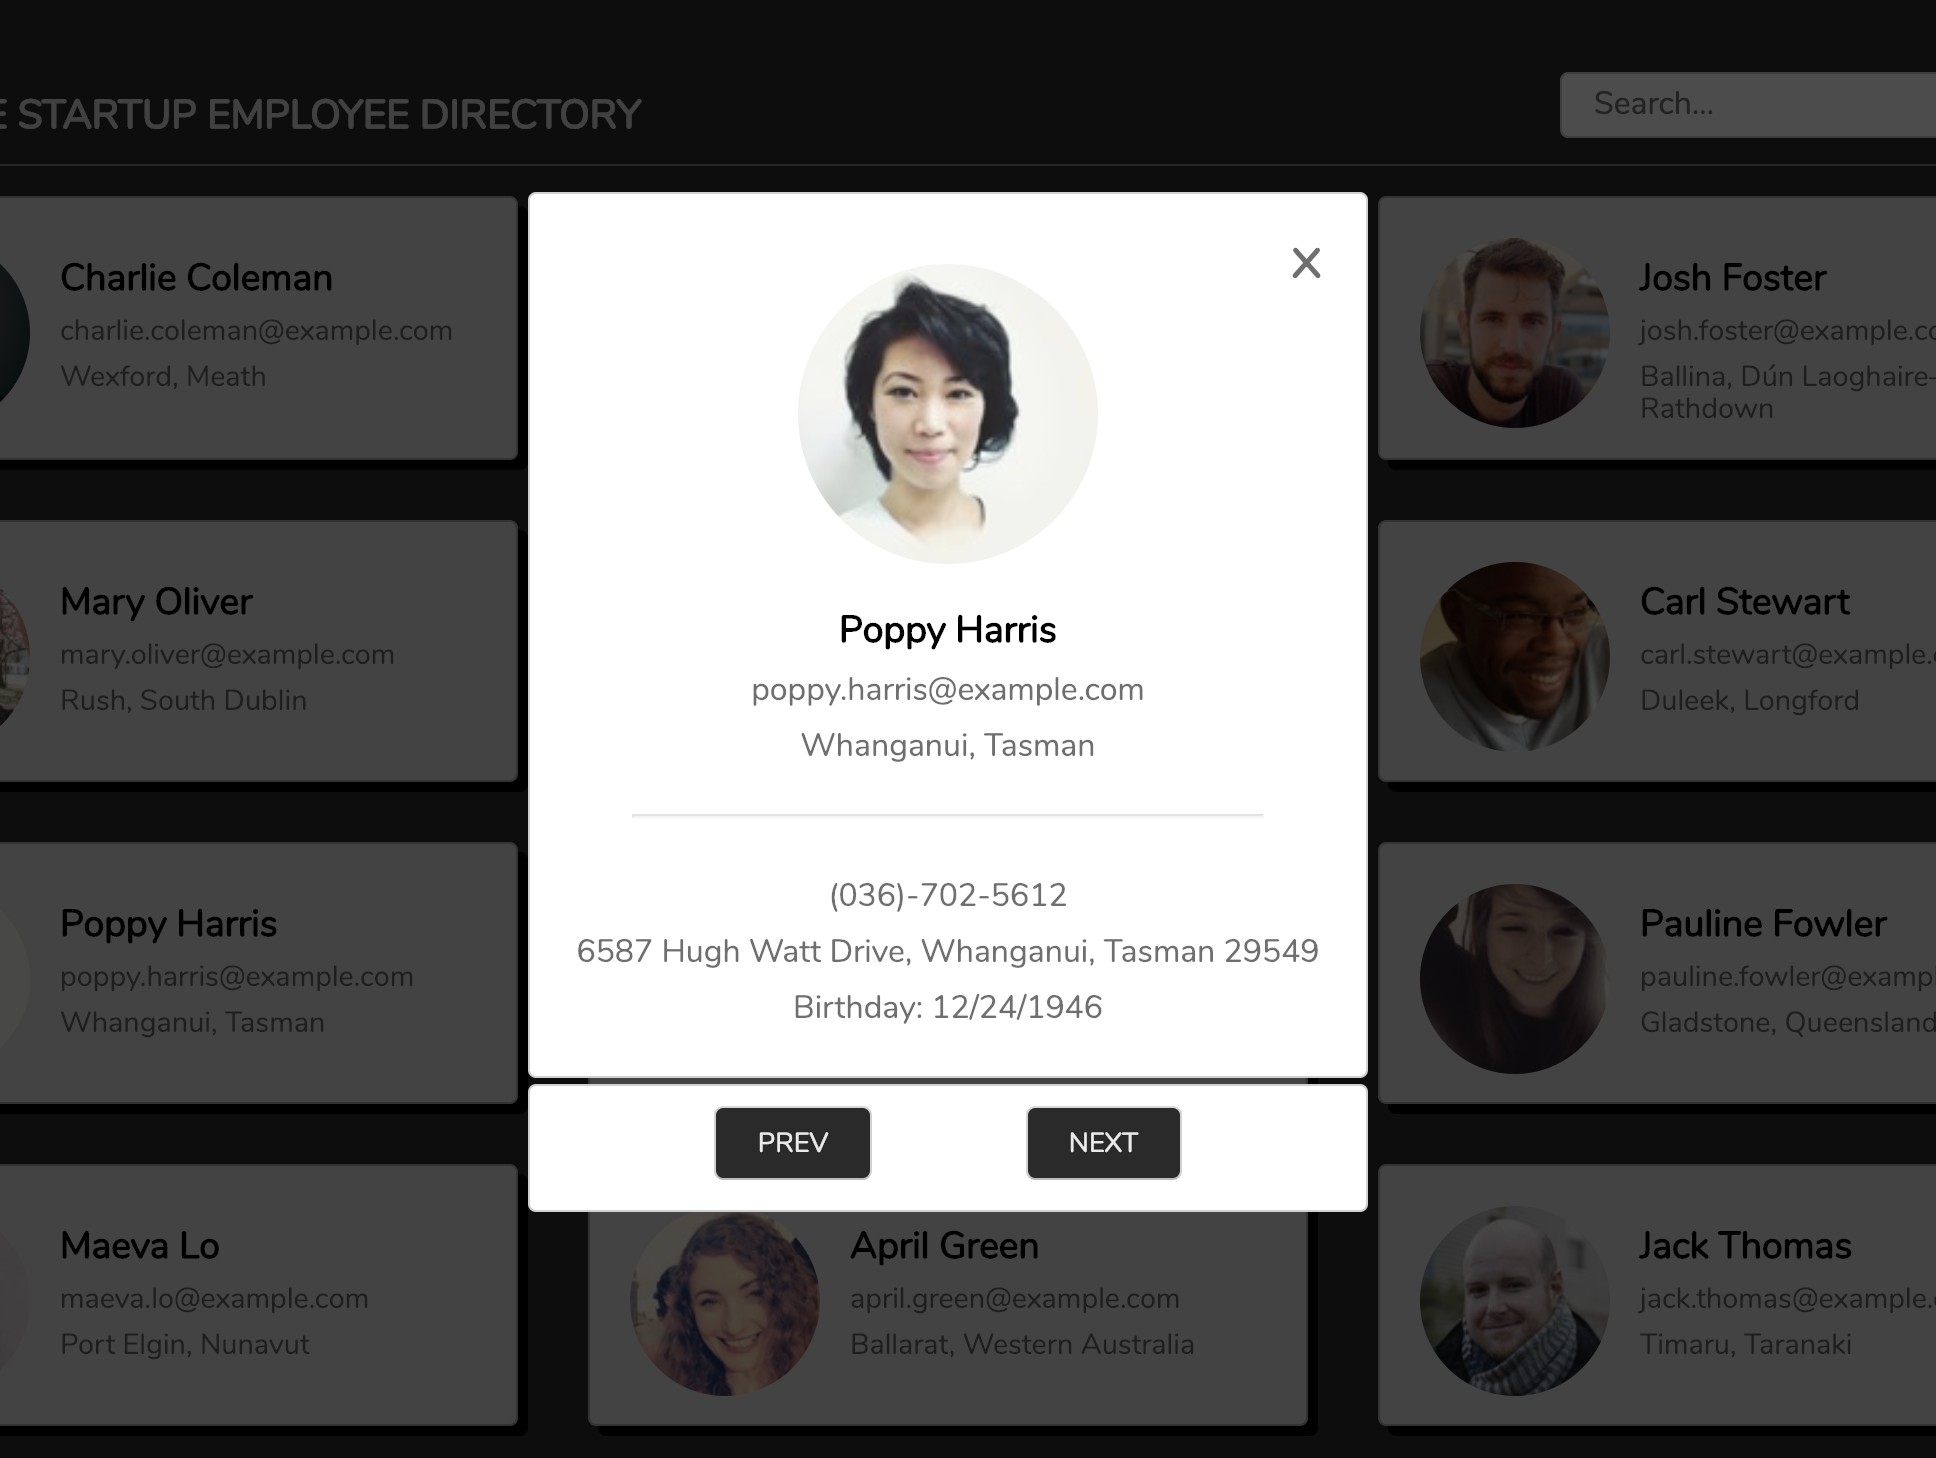 STARTUP EMPLOYEE DIRECTORY
Search...
Charlie Coleman
charlie.coleman@example.com
Wexford, Meath
Josh Foster
josh.foster@example.co
Ballina, Dún Laoghaire-
Rathdown
Mary Oliver
mary.oliver@example.com
Rush, South Dublin
Carl Stewart
carl.stewart@example.
Duleek, Longford
Poppy Harris
poppy.harris@example.com
Whanganui, Tasman
Pauline Fowler
pauline.fowler@examp
Gladstone, Queensland
Maeva Lo
maeva.lo@example.com
Port Elgin, Nunavut
April Green
april.green@example.com
Ballarat, Western Australia
Jack Thomas
jack.thomas@example.
Timaru, Taranaki
X
Poppy Harris
poppy.harris@example.com
Whanganui, Tasman
(036)-702-5612
6587 Hugh Watt Drive, Whanganui, Tasman 29549
Birthday: 12/24/1946
PREV
NEXT